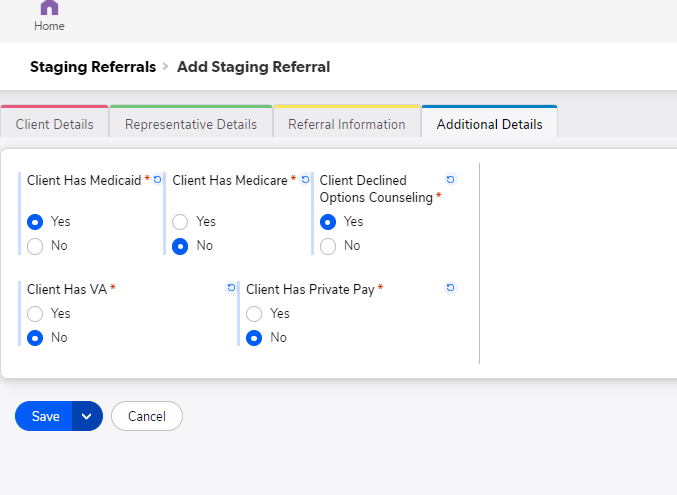 Home
Staging Referrals > Add Staging Referral
Client Details Representative Details Referral Information Additional Details
Client Has Medicaid * Client Has Medicare * Client Declined
Options Counseling *
Yes Yes Yes
No No No
Client Has VA * Client Has Private Pay *
Yes Yes
No No
Save Cancel